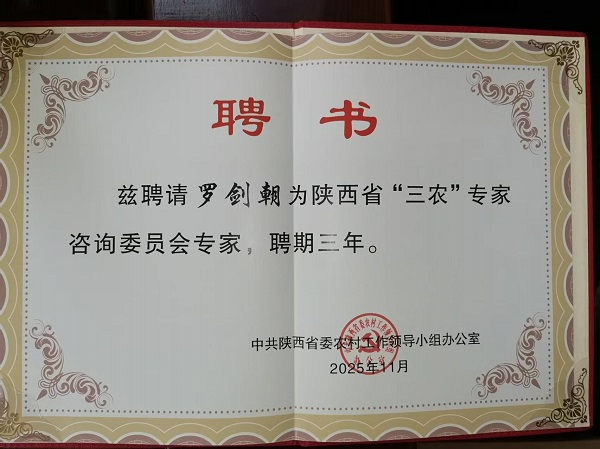 聘书
兹聘请罗剑朝为陕西省“三农”专家
咨询委员会专家，聘期三年。
中共陕西省委农村工作领导小组办公室
2025年11月